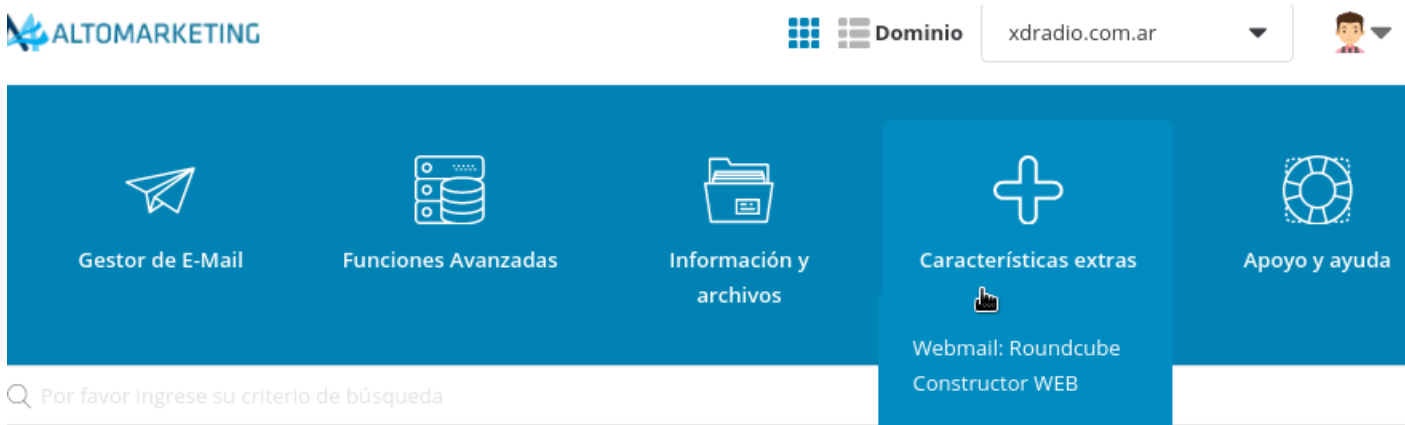 ALTOMARKETING
Dominio
xdradio.com.ar
Gestor de E-Mail
Funciones Avanzadas
Información y
archivos
Características extras
Apoyo y ayuda
Webmail: Roundcube
Constructor WEB
Por favor ingrese su criterio de búsqueda